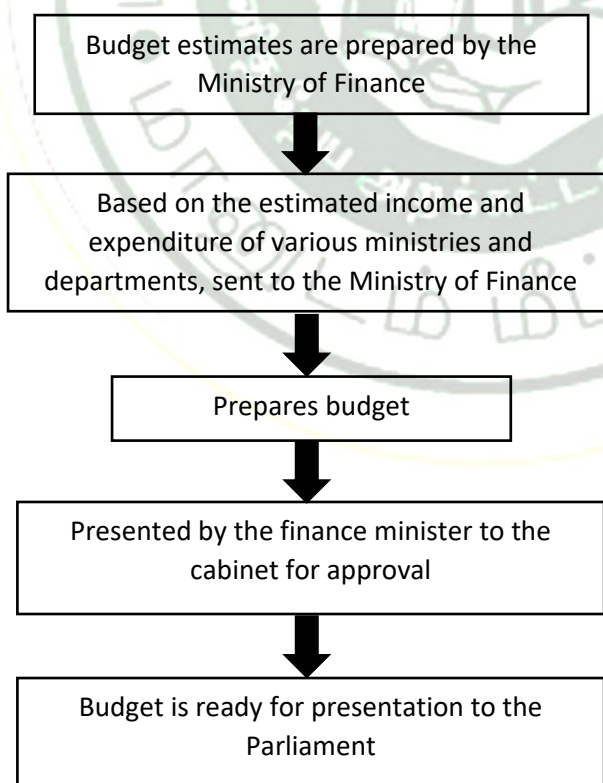 Budget estimates are prepared by the
Ministry of Finance
Based on the estimated income and
expenditure of various ministries and
departments, sent to the Ministry of Finance
Prepares budget
Presented by the finance minister to the
cabinet for approval
Budget is ready for presentation to the
Parliament